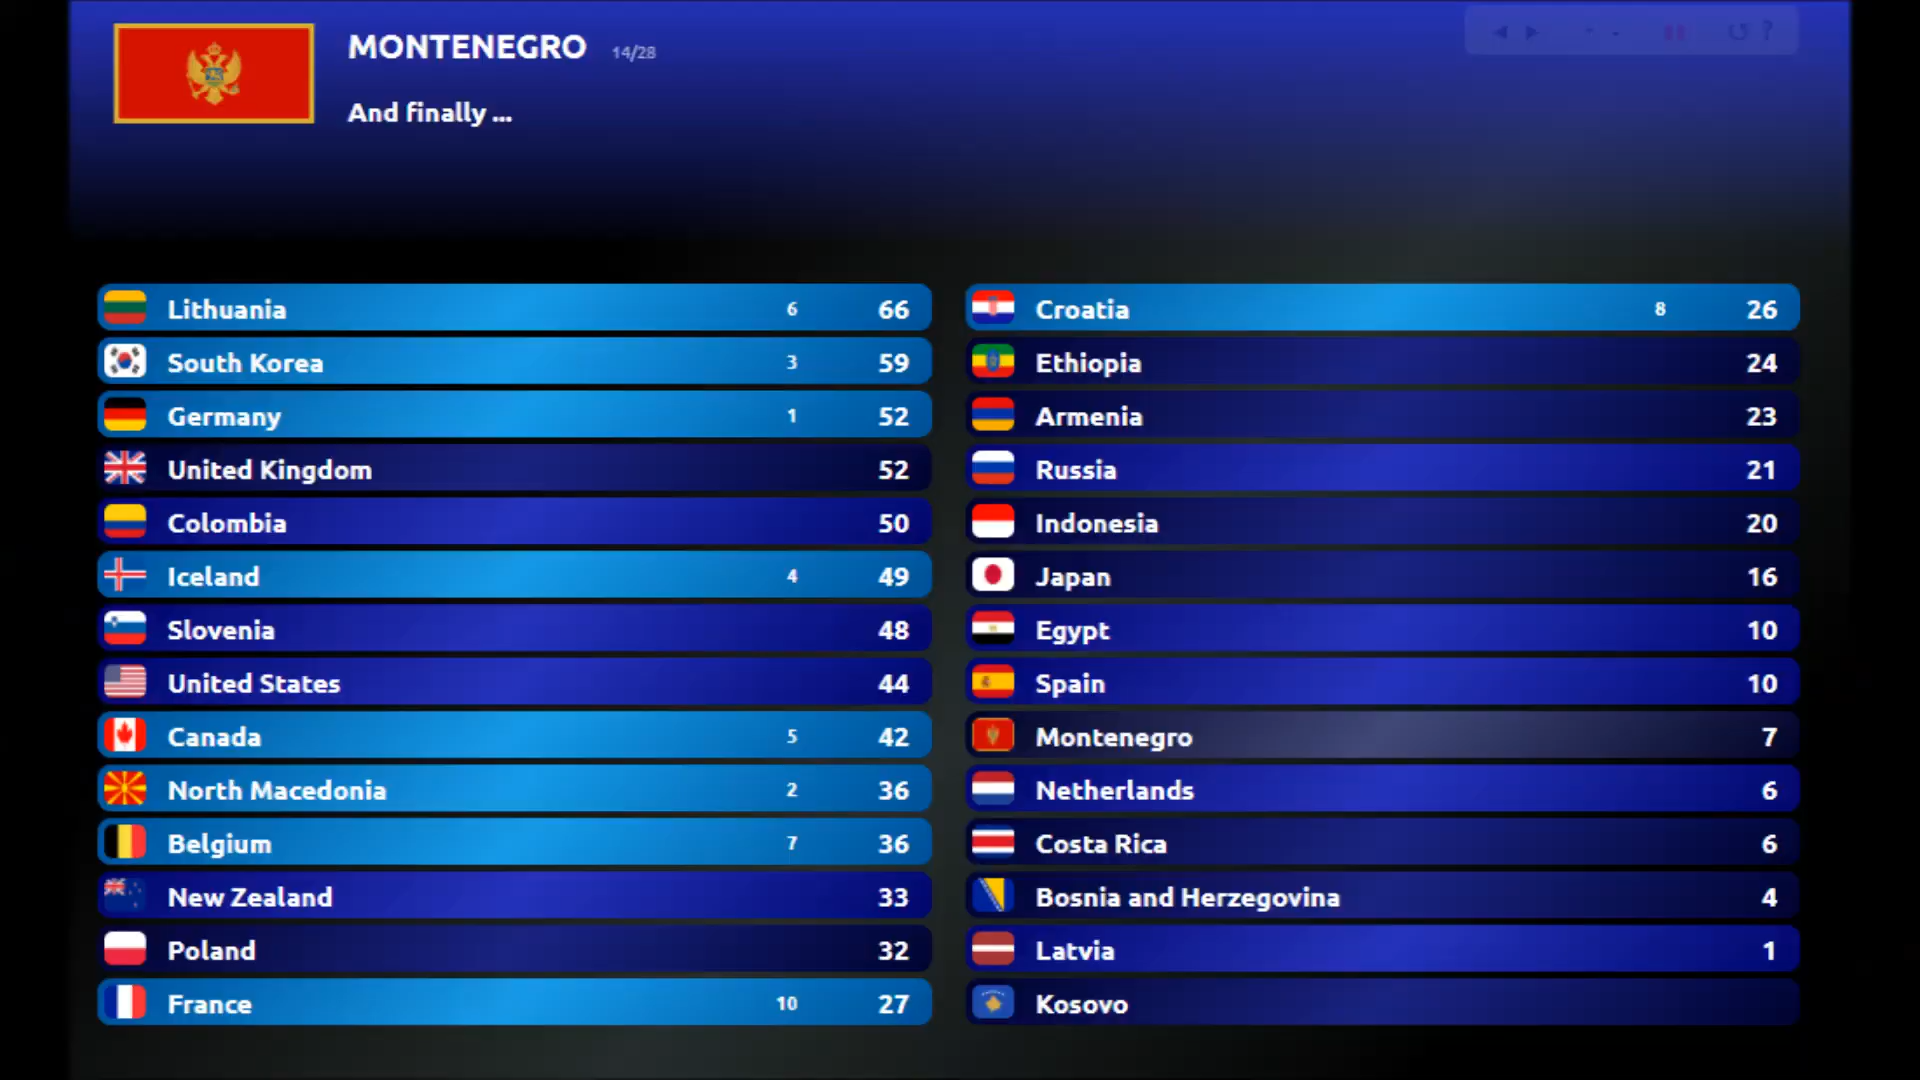 MONTENEGRO 14/28
And finally ...
Lithuania 6 66
South Korea 3 59
Germany 1 52
United Kingdom 52
Colombia 50
Iceland 4 49
Slovenia 48
United States 44
Canada 5 42
North Macedonia 2 36
Belgium 7 36
New Zealand 33
Poland 32
France 10 27
Croatia 8 26
Ethiopia 24
Armenia 23
Russia 21
Indonesia 20
Japan 16
Egypt 10
Spain 10
Montenegro 7
Netherlands 6
Costa Rica 6
Bosnia and Herzegovina 4
Latvia 1
Kosovo